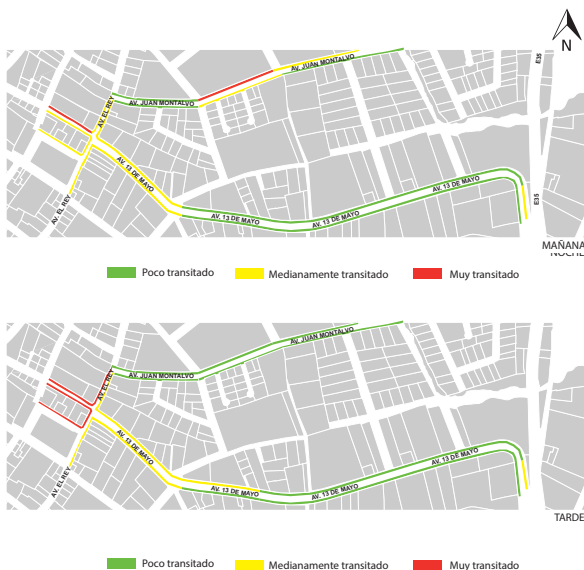 N
E35
AV. JUAN MONTALVO
AV. JUAN MONTALVO
AV. EL REY
AV. 13 DE MAYO
AV. 13 DE MAYO
AV. EL REY
AV. 13 DE MAYO
AV. 13 DE MAYO
E35
MAÑANA
NOCHE
Poco transitado Medianamente transitado Muy transitado
AV. JUAN MONTALVO
AV. JUAN MONTALVO
AV. EL REY
AV. 13 DE MAYO
AV. 13 DE MAYO
AV. EL REY
AV. 13 DE MAYO
AV. 13 DE MAYO
TARDE
Poco transitado Medianamente transitado Muy transitado